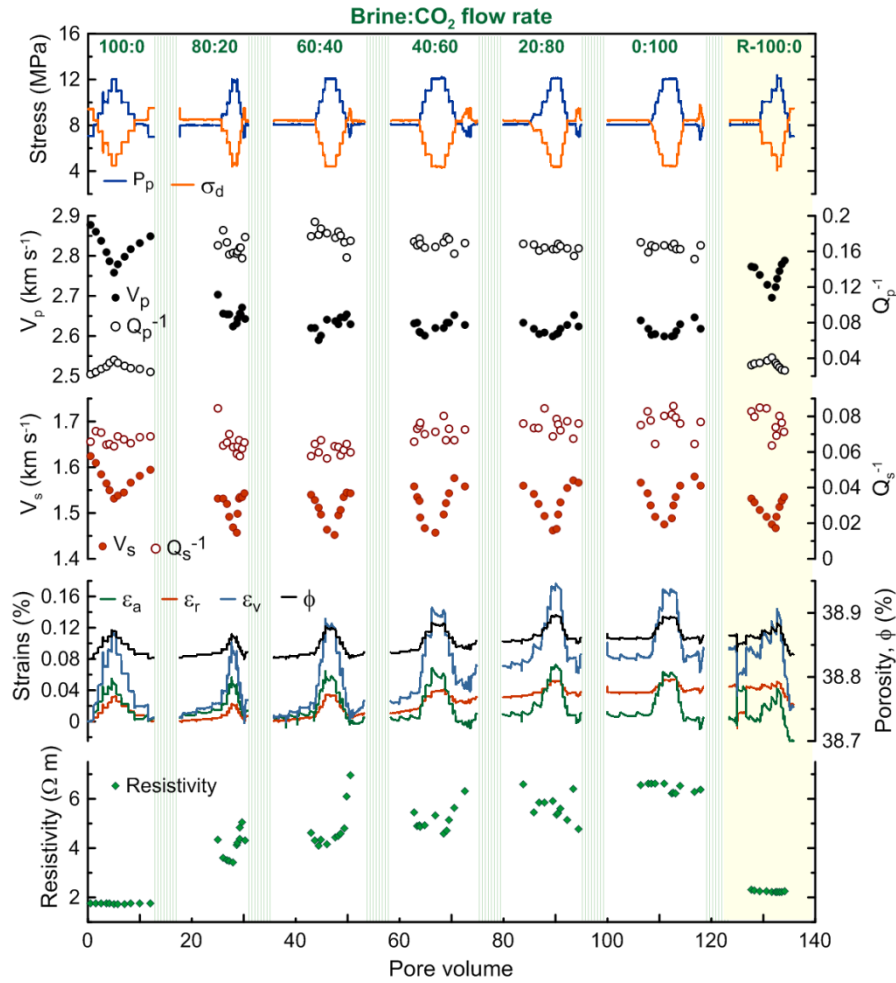 Brine:CO₂ flow rate
100:0 80:20 60:40 40:60 20:80 0:100 R-100:0
Stress (MPa)
16
12
8
4
Pₚ σ_d
Vₚ (km s⁻¹)
2.9
2.8
2.7
2.6
2.5
Vₚ
Qₚ⁻¹
0.2
0.16
0.12
0.08
0.04
Qₚ⁻¹
Vₛ (km s⁻¹)
1.7
1.6
1.5
1.4
Vₛ Qₛ⁻¹
0.08
0.06
0.04
0.02
0
Qₛ⁻¹
Strains (%)
0.16
0.12
0.08
0.04
0
εₐ εᵣ εᵥ ϕ
38.9
38.8
38.7
Porosity, ϕ (%)
Resistivity (Ω m)
6
4
2
Resistivity
0 20 40 60 80 100 120 140
Pore volume